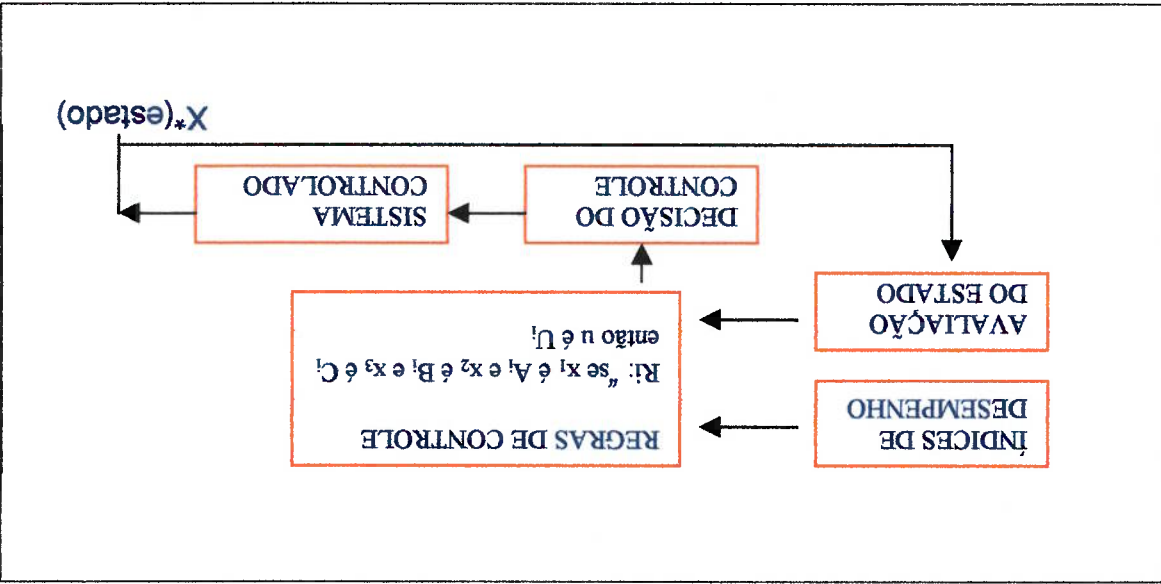 ÍNDICES DE
DESEMPENHO
REGRAS DE CONTROLE
Ri: "se x₁ é Aᵢ e x₂ é Bᵢ e x₃ é Cᵢ
então u é Uᵢ
AVALIAÇÃO
DO ESTADO
DECISÃO DO
CONTROLE
SISTEMA
CONTROLADO
X*(estado)